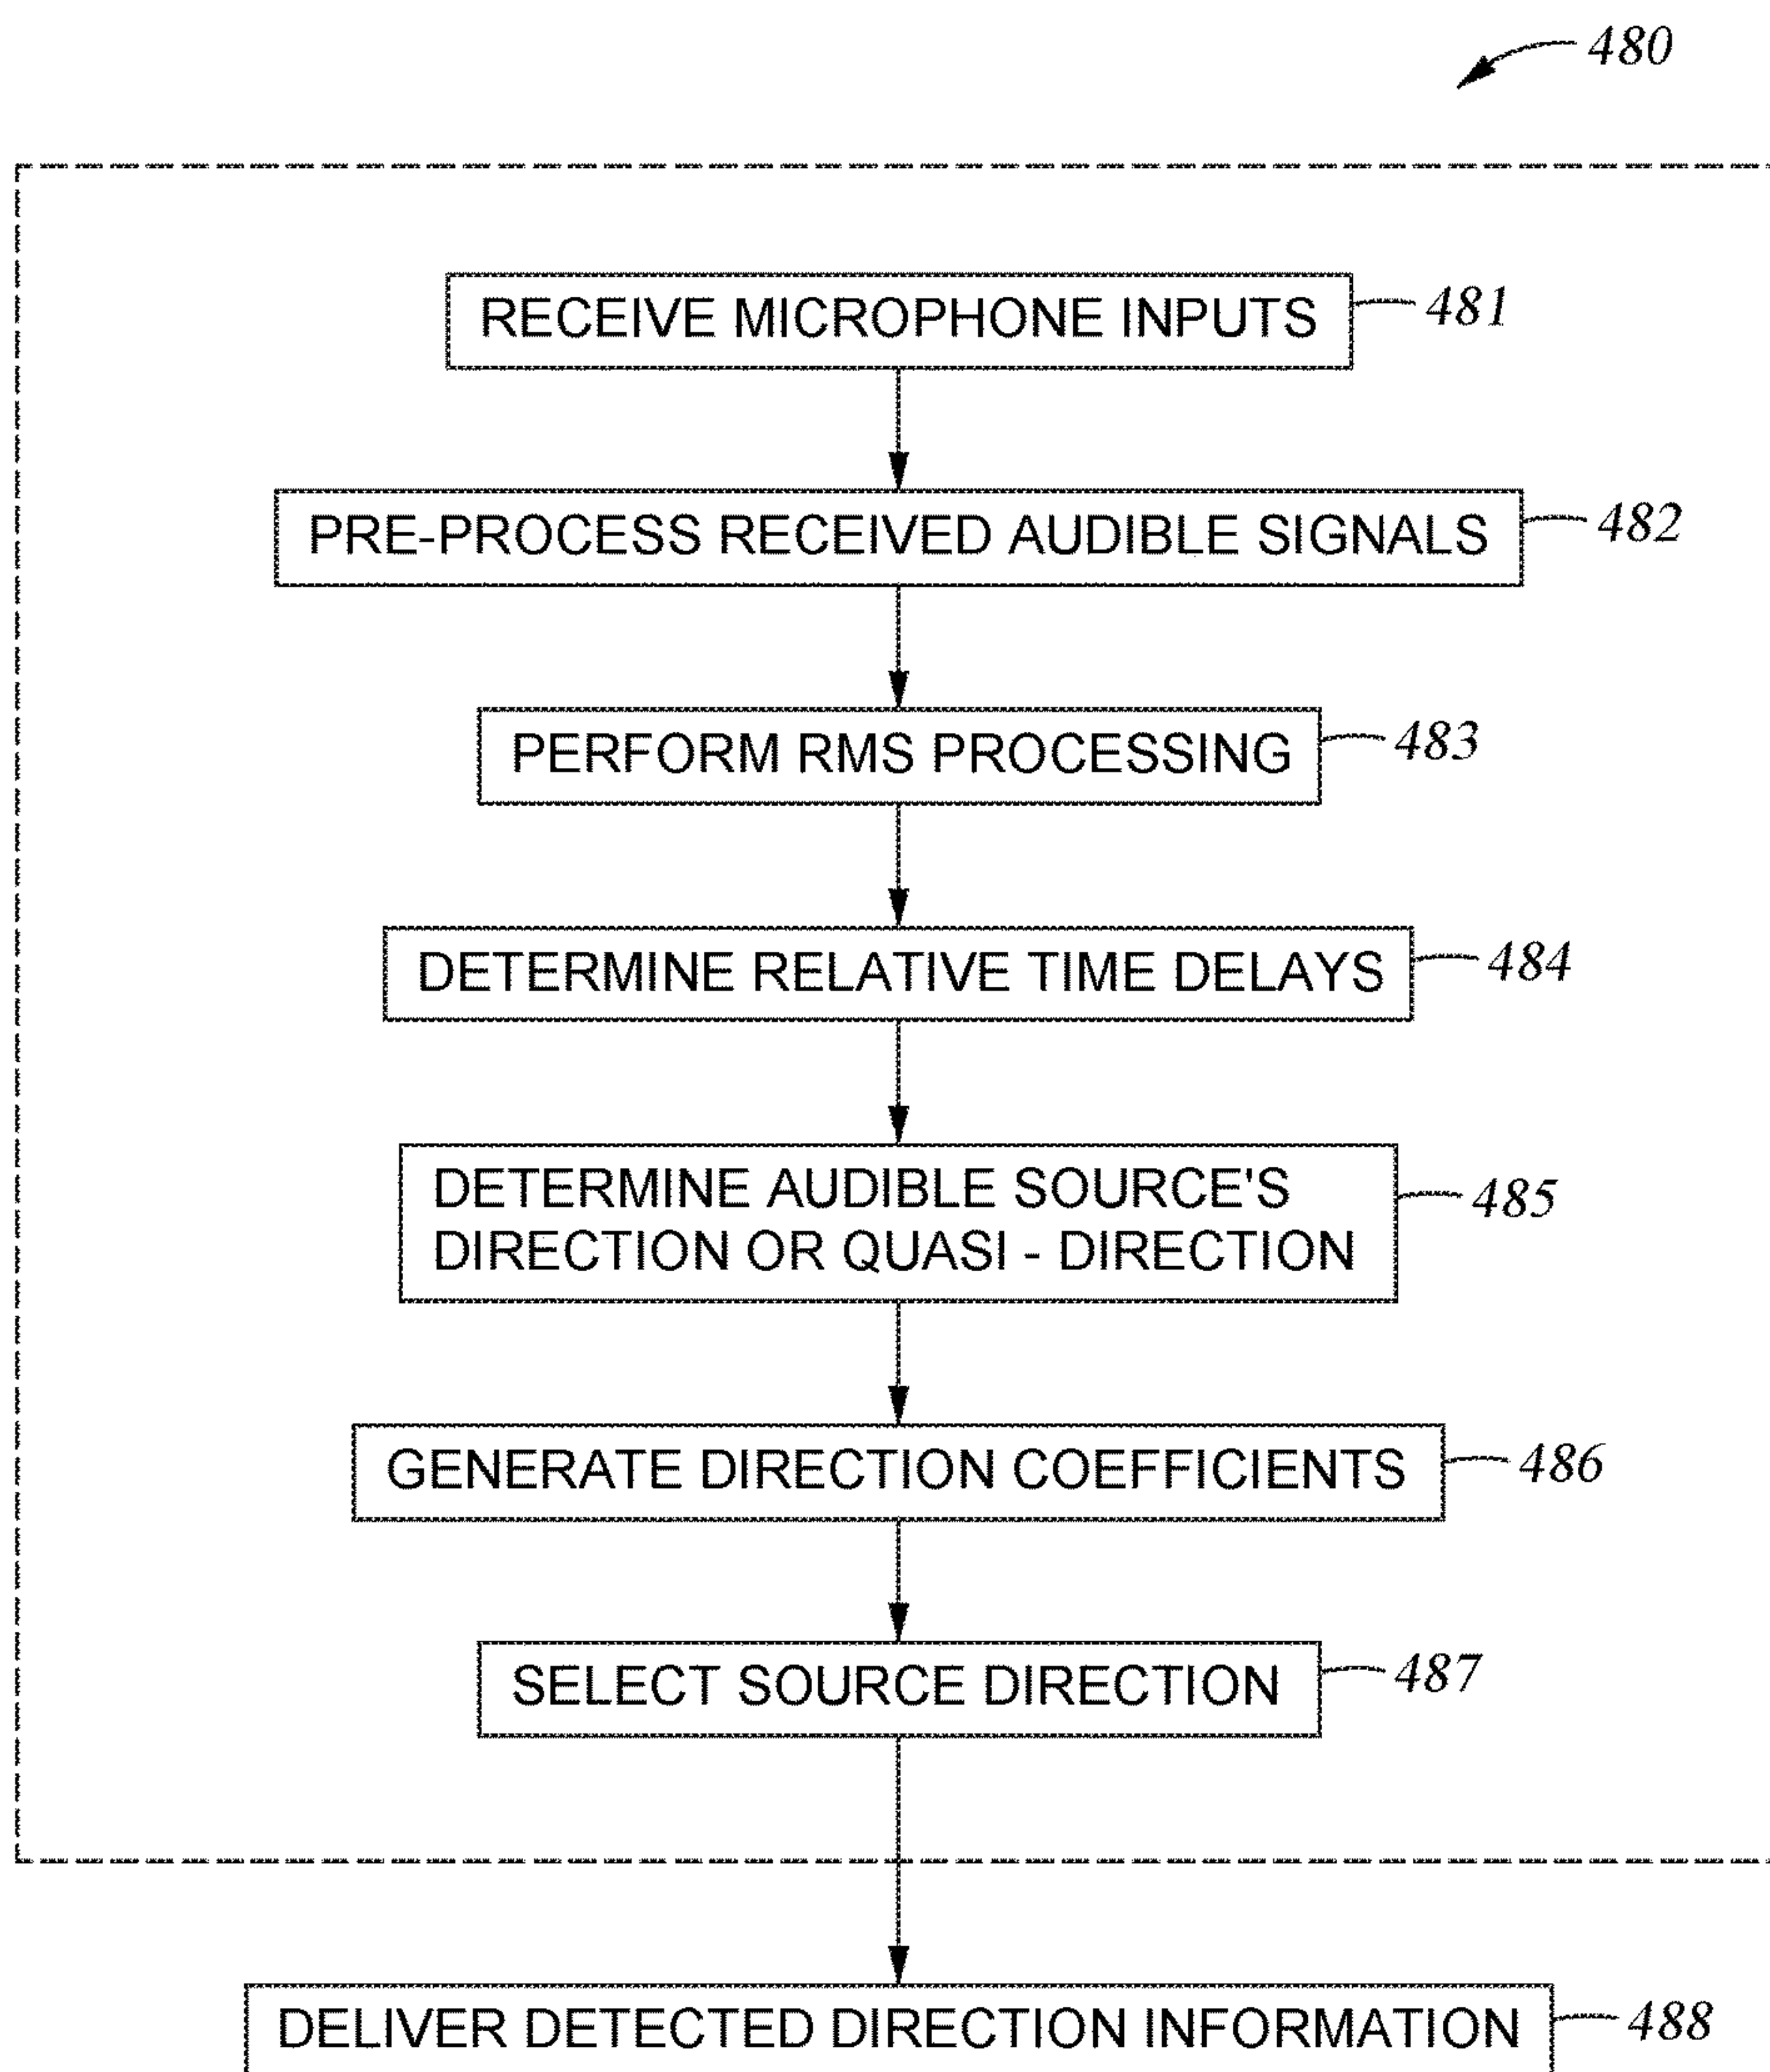 480
RECEIVE MICROPHONE INPUTS
481
PRE-PROCESS RECEIVED AUDIBLE SIGNALS
482
PERFORM RMS PROCESSING
483
DETERMINE RELATIVE TIME DELAYS
484
DETERMINE AUDIBLE SOURCE'S
DIRECTION OR QUASI - DIRECTION
485
GENERATE DIRECTION COEFFICIENTS
486
SELECT SOURCE DIRECTION
487
DELIVER DETECTED DIRECTION INFORMATION
488